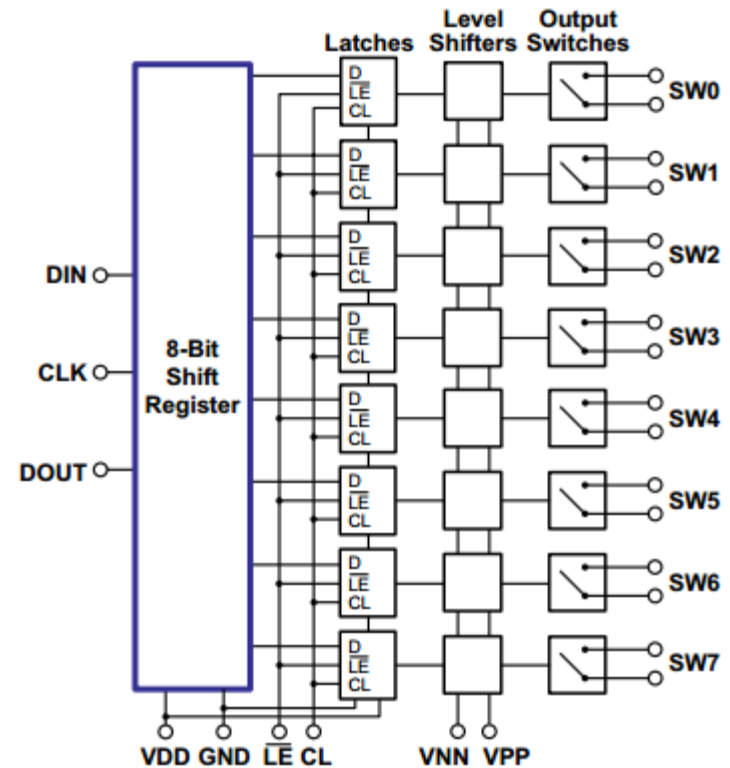 Latches
Level
Shifters
Output
Switches
D
LE
CL
SW0
D
LE
CL
SW1
D
LE
CL
SW2
DIN
D
LE
CL
SW3
8-Bit
Shift
Register
CLK
D
LE
CL
SW4
DOUT
D
LE
CL
SW5
D
LE
CL
SW6
D
LE
CL
SW7
VDD GND LE CL VNN VPP